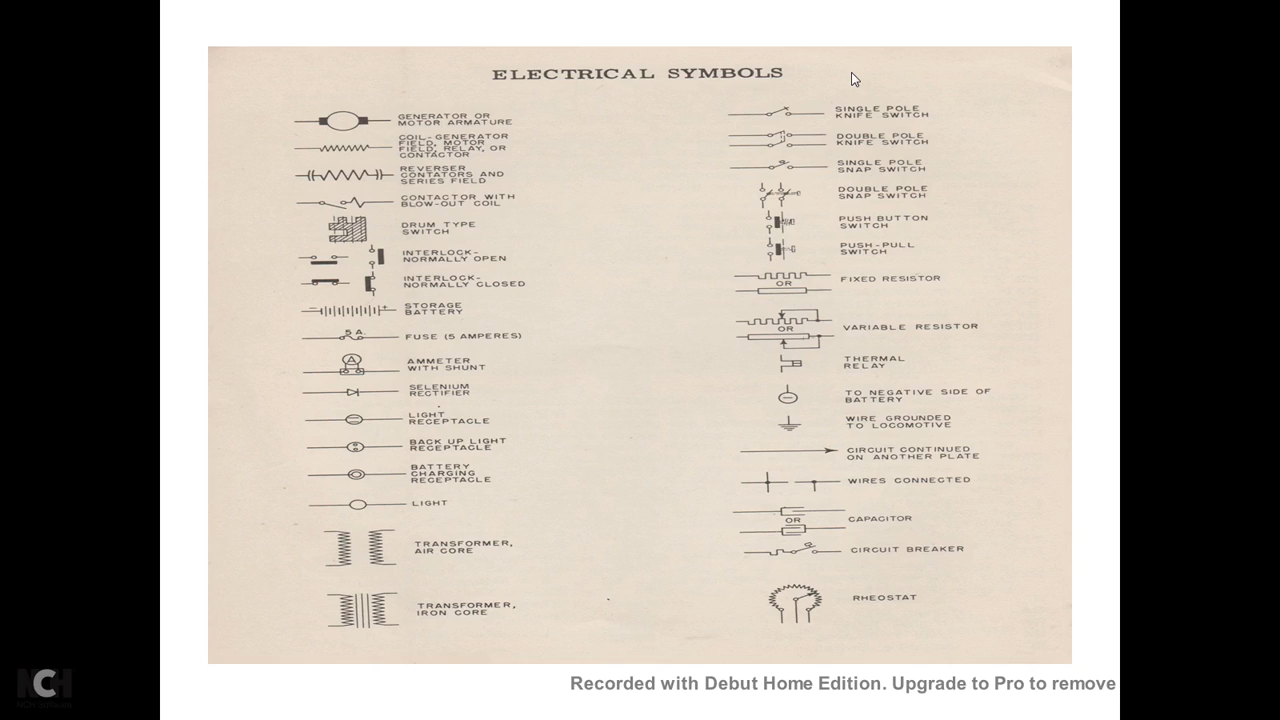 ELECTRICAL SYMBOLS
GENERATOR OR
MOTOR ARMATURE
COIL-GENERATOR
FIELD, MOTOR
FIELD, RELAY, OR
CONTACTOR
REVERSER
CONTATORS AND
SERIES FIELD
CONTACTOR WITH
BLOW-OUT COIL
DRUM TYPE
SWITCH
INTERLOCK-
NORMALLY OPEN
INTERLOCK-
NORMALLY CLOSED
STORAGE
BATTERY
5 A.
FUSE (5 AMPERES)
A
AMMETER
WITH SHUNT
SELENIUM
RECTIFIER
LIGHT
RECEPTACLE
BACK UP LIGHT
RECEPTACLE
BATTERY
CHARGING
RECEPTACLE
LIGHT
TRANSFORMER,
AIR CORE
TRANSFORMER,
IRON CORE
SINGLE POLE
KNIFE SWITCH
DOUBLE POLE
KNIFE SWITCH
SINGLE POLE
SNAP SWITCH
DOUBLE POLE
SNAP SWITCH
PUSH BUTTON
SWITCH
PUSH-PULL
SWITCH
OR
FIXED RESISTOR
OR
VARIABLE RESISTOR
THERMAL
RELAY
TO NEGATIVE SIDE OF
BATTERY
WIRE GROUNDED
TO LOCOMOTIVE
CIRCUIT CONTINUED
ON ANOTHER PLATE
WIRES CONNECTED
OR
CAPACITOR
CIRCUIT BREAKER
RHEOSTAT
NCH
NCH Software
Recorded with Debut Home Edition. Upgrade to Pro to remove